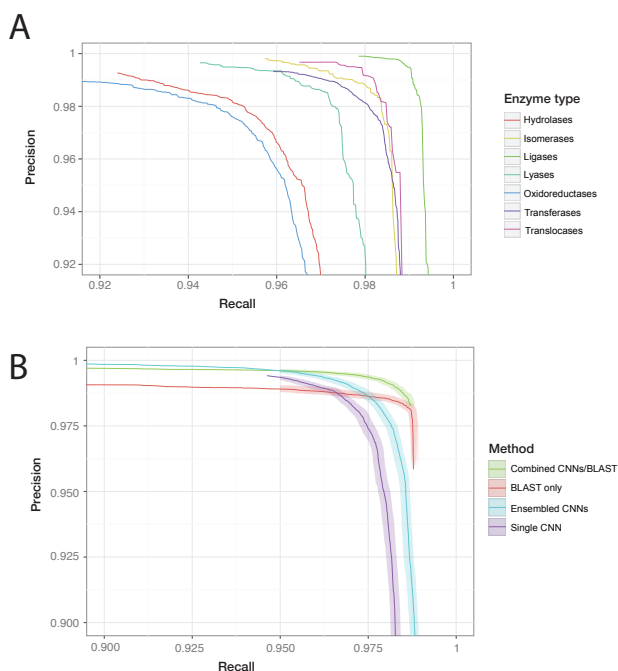 A
Precision
1
0.98
0.96
0.94
0.92
0.92
0.94
0.96
0.98
1
Recall
Enzyme type
Hydrolases
Isomerases
Ligases
Lyases
Oxidoreductases
Transferases
Translocases
B
Precision
1
0.975
0.950
0.925
0.900
0.900
0.925
0.950
0.975
1
Recall
Method
Combined CNNs/BLAST
BLAST only
Ensembled CNNs
Single CNN